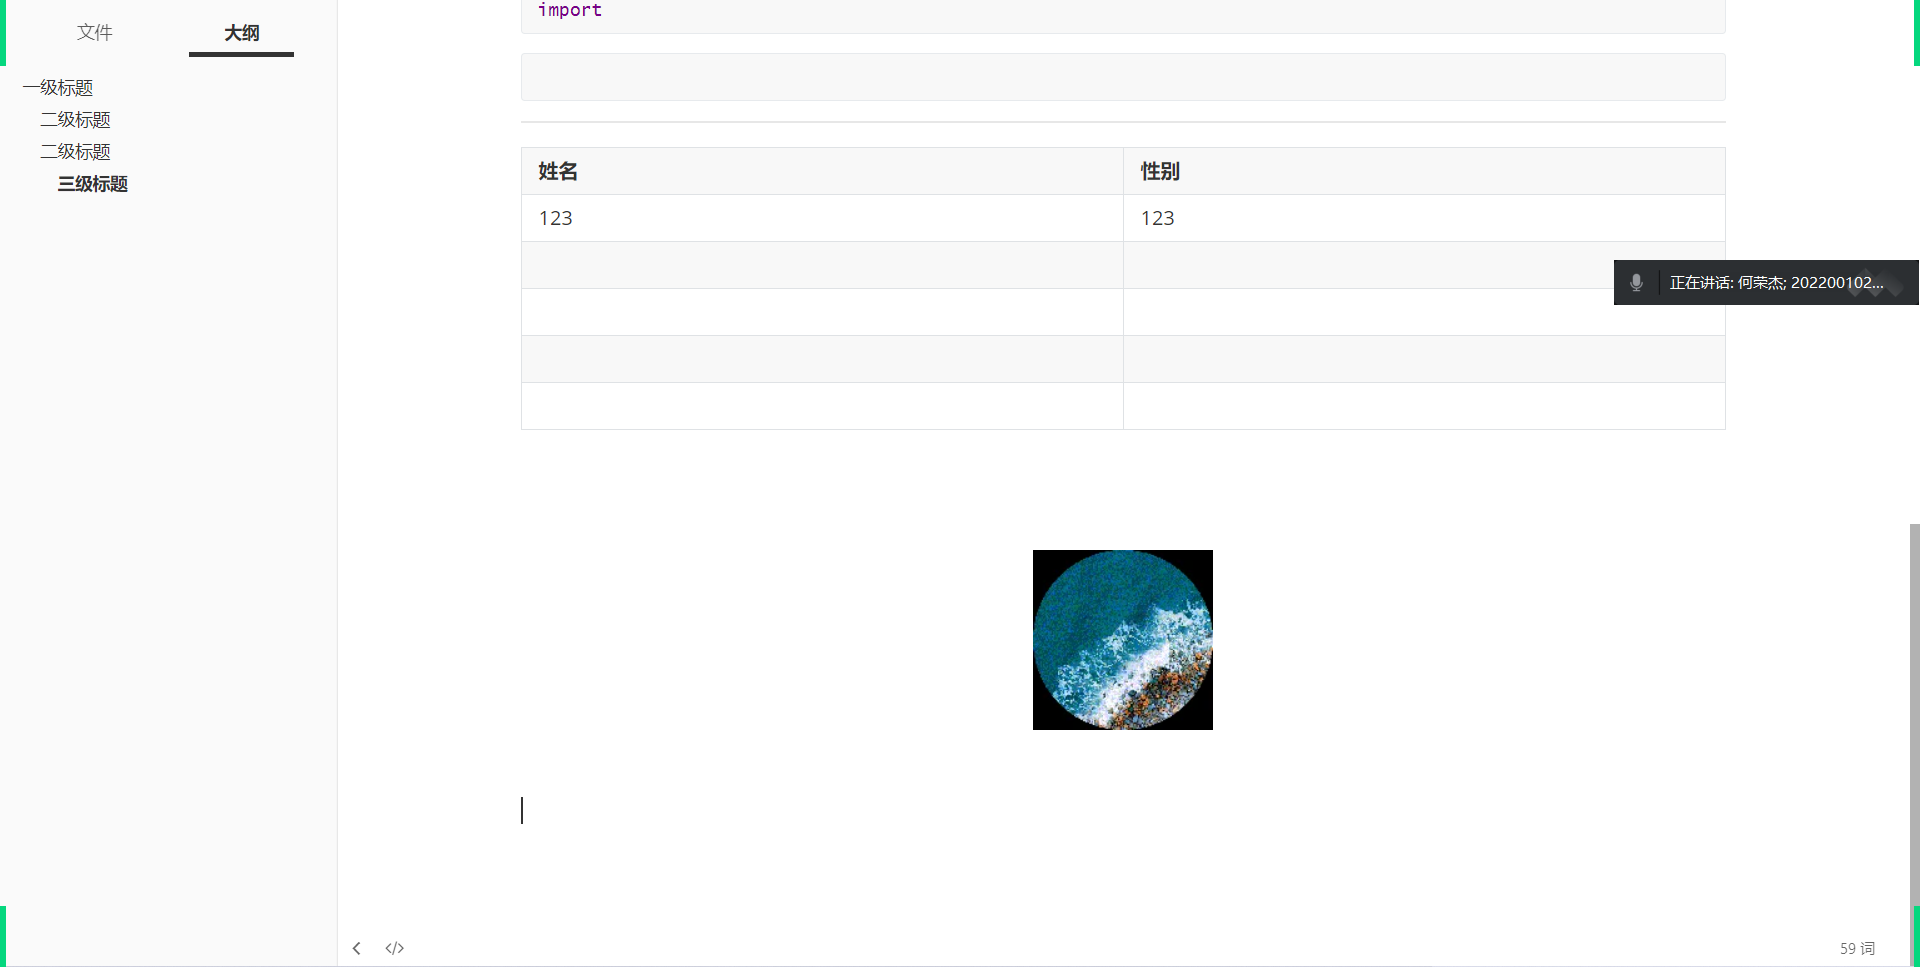 文件 大纲
一级标题
二级标题
二级标题
三级标题
import
姓名 性别
123 123
正在讲话: 何荣杰; 202200102...
</> 59 词